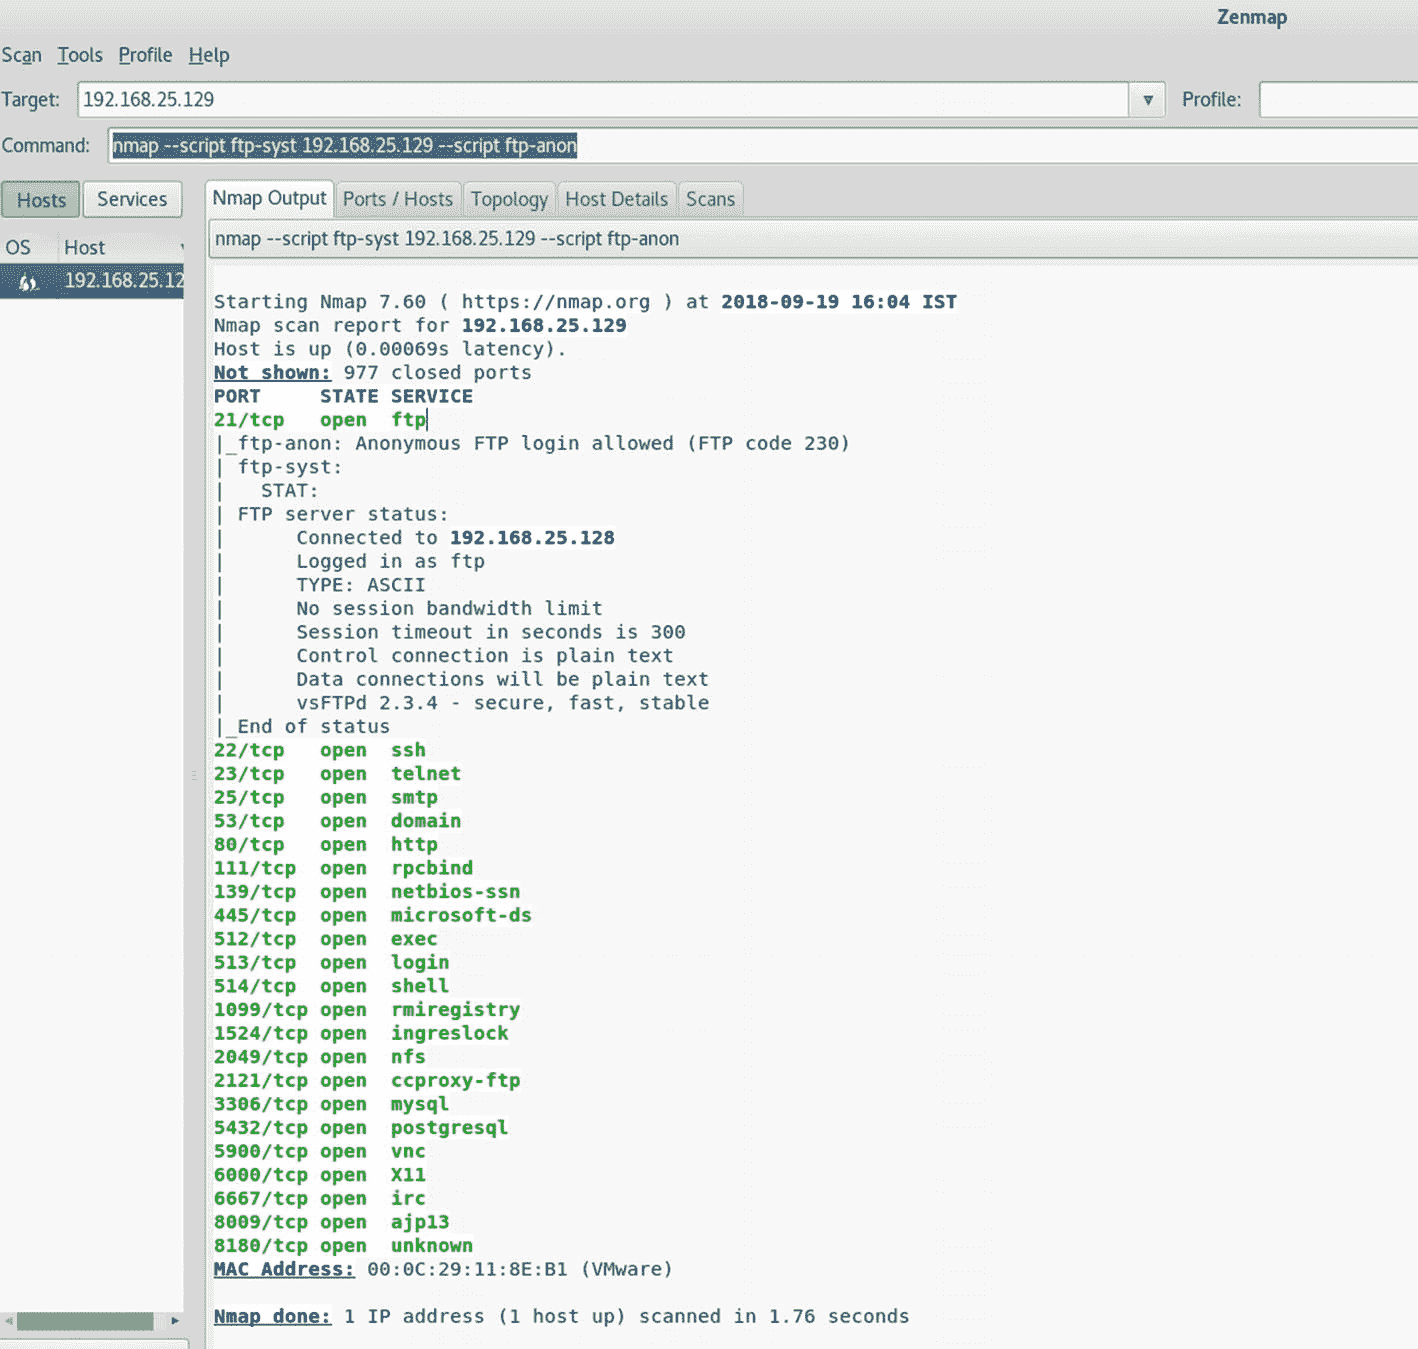 Zenmap
Scan Tools Profile Help
Target: 192.168.25.129 Profile:
Command: nmap --script ftp-syst 192.168.25.129 --script ftp-anon
Hosts Services Nmap Output Ports / Hosts Topology Host Details Scans
nmap --script ftp-syst 192.168.25.129 --script ftp-anon
OS Host
192.168.25.12
Starting Nmap 7.60 ( https://nmap.org ) at 2018-09-19 16:04 IST
Nmap scan report for 192.168.25.129
Host is up (0.00069s latency).
Not shown: 977 closed ports
PORT     STATE SERVICE
21/tcp   open  ftp
|_ftp-anon: Anonymous FTP login allowed (FTP code 230)
| ftp-syst:
|   STAT:
| FTP server status:
|      Connected to 192.168.25.128
|      Logged in as ftp
|      TYPE: ASCII
|      No session bandwidth limit
|      Session timeout in seconds is 300
|      Control connection is plain text
|      Data connections will be plain text
|      vsFTPd 2.3.4 - secure, fast, stable
|_End of status
22/tcp   open  ssh
23/tcp   open  telnet
25/tcp   open  smtp
53/tcp   open  domain
80/tcp   open  http
111/tcp  open  rpcbind
139/tcp  open  netbios-ssn
445/tcp  open  microsoft-ds
512/tcp  open  exec
513/tcp  open  login
514/tcp  open  shell
1099/tcp open  rmiregistry
1524/tcp open  ingreslock
2049/tcp open  nfs
2121/tcp open  ccproxy-ftp
3306/tcp open  mysql
5432/tcp open  postgresql
5900/tcp open  vnc
6000/tcp open  X11
6667/tcp open  irc
8009/tcp open  ajp13
8180/tcp open  unknown
MAC Address: 00:0C:29:11:8E:B1 (VMware)
Nmap done: 1 IP address (1 host up) scanned in 1.76 seconds